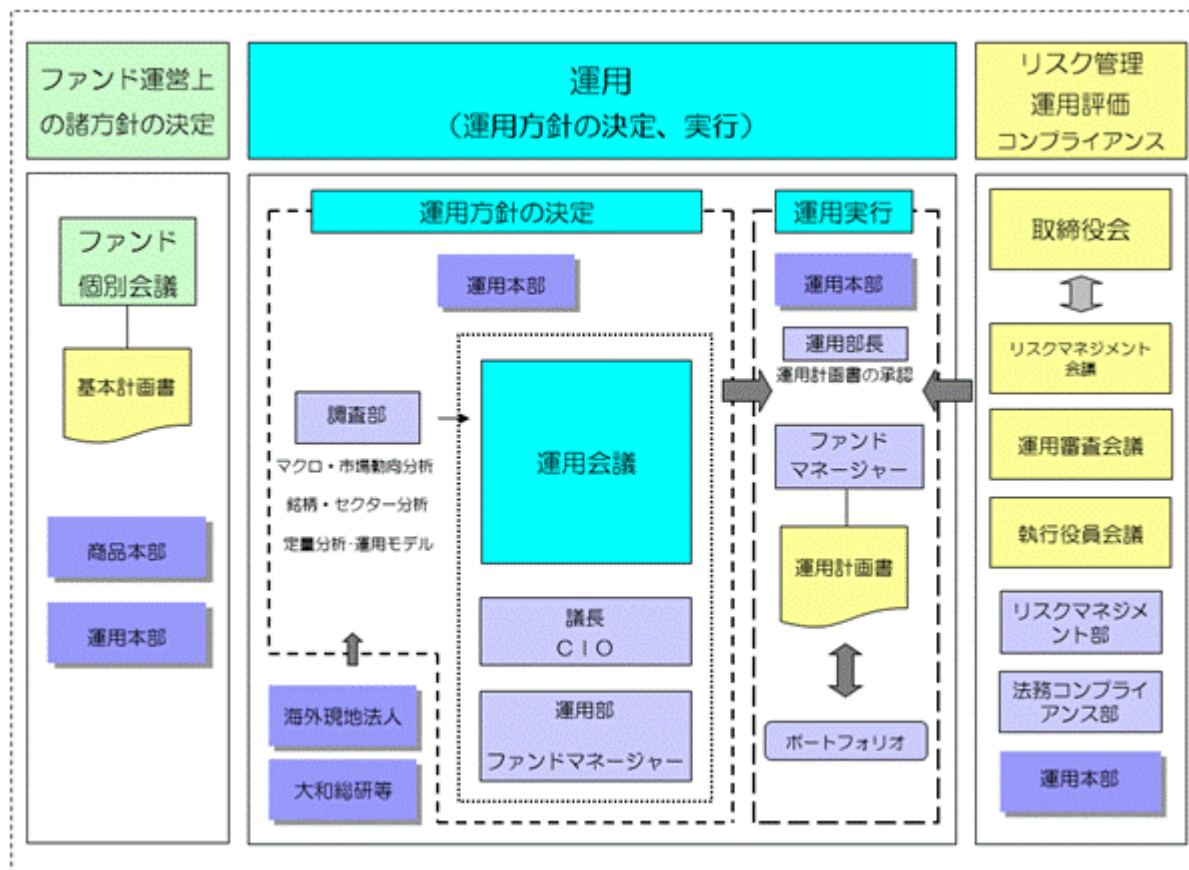 ファンド運営上
の諸方針の決定
ファンド
個別会議
基本計画書
商品本部
運用本部
運用
(運用方針の決定、実行)
運用方針の決定
運用本部
調査部
マクロ・市場動向分析
銘柄・セクター分析
定量分析・運用モデル
運用会議
議長
CIO
運用部
ファンドマネージャー
海外現地法人
大和総研等
運用実行
運用本部
運用部長
運用計画書の承認
ファンド
マネージャー
運用計画書
ポートフォリオ
リスク管理
運用評価
コンプライアンス
取締役会
リスクマネジメント
会議
運用審査会議
執行役員会議
リスクマネジメ
ント部
法務コンプライ
アンス部
運用本部